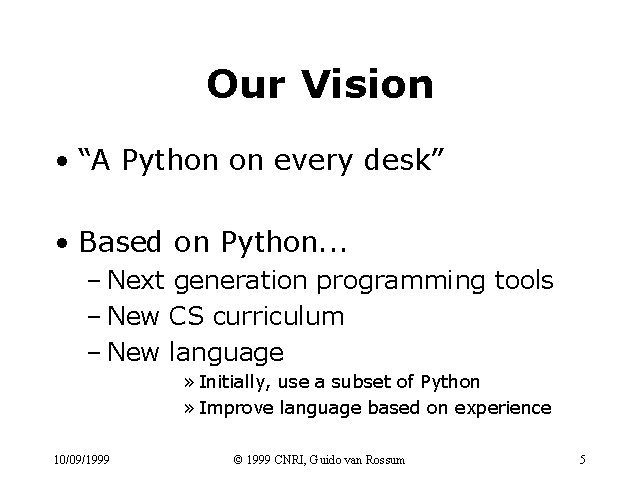 Our Vision
• “A Python on every desk”
• Based on Python...
– Next generation programming tools
– New CS curriculum
– New language
» Initially, use a subset of Python
» Improve language based on experience
10/09/1999 © 1999 CNRI, Guido van Rossum 5